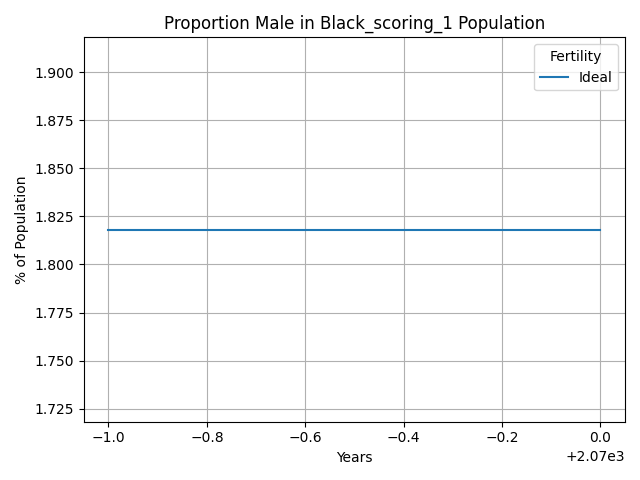 Proportion Male in Black_scoring_1 Population
Fertility
Ideal
% of Population
1.900
1.875
1.850
1.825
1.800
1.775
1.750
1.725
−1.0 −0.8 −0.6 −0.4 −0.2 0.0
+2.07e3
Years